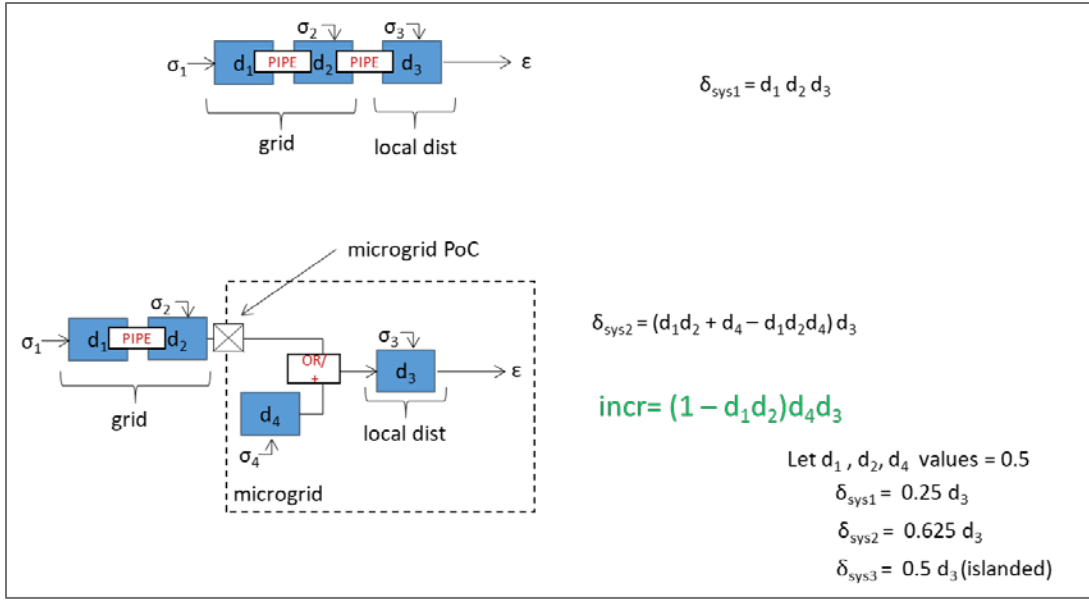 σ₁ d₁ PIPE σ₂ d₂ PIPE σ₃ d₃ ε
grid
local dist
δsys1 = d₁ d₂ d₃
microgrid PoC
σ₁ d₁ PIPE σ₂ d₂
grid
OR/
+
σ₃
d₃ ε
local dist
d₄
σ₄
microgrid
δsys2 = (d₁d₂ + d₄ – d₁d₂d₄) d₃
incr= (1 – d₁d₂)d₄d₃
Let d₁ , d₂, d₄ values = 0.5
δsys1 = 0.25 d₃
δsys2 = 0.625 d₃
δsys3 = 0.5 d₃ (islanded)